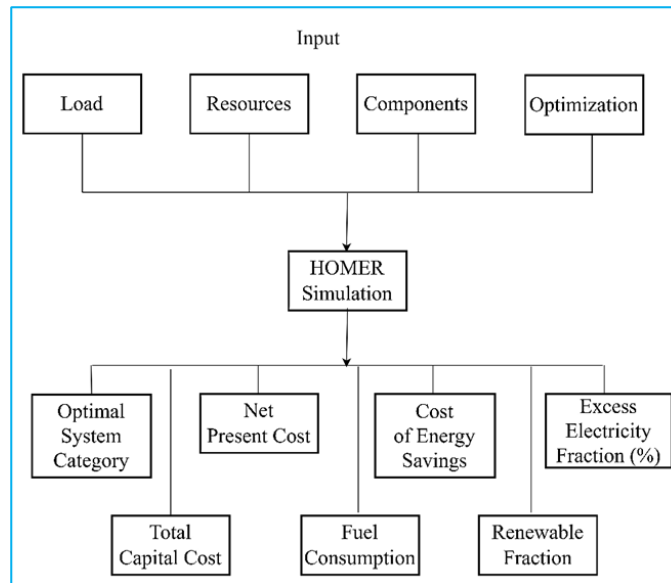 Input
Load
Resources
Components
Optimization
HOMER
Simulation
Optimal
System
Category
Net
Present Cost
Cost
of Energy
Savings
Excess
Electricity
Fraction (%)
Total
Capital Cost
Fuel
Consumption
Renewable
Fraction